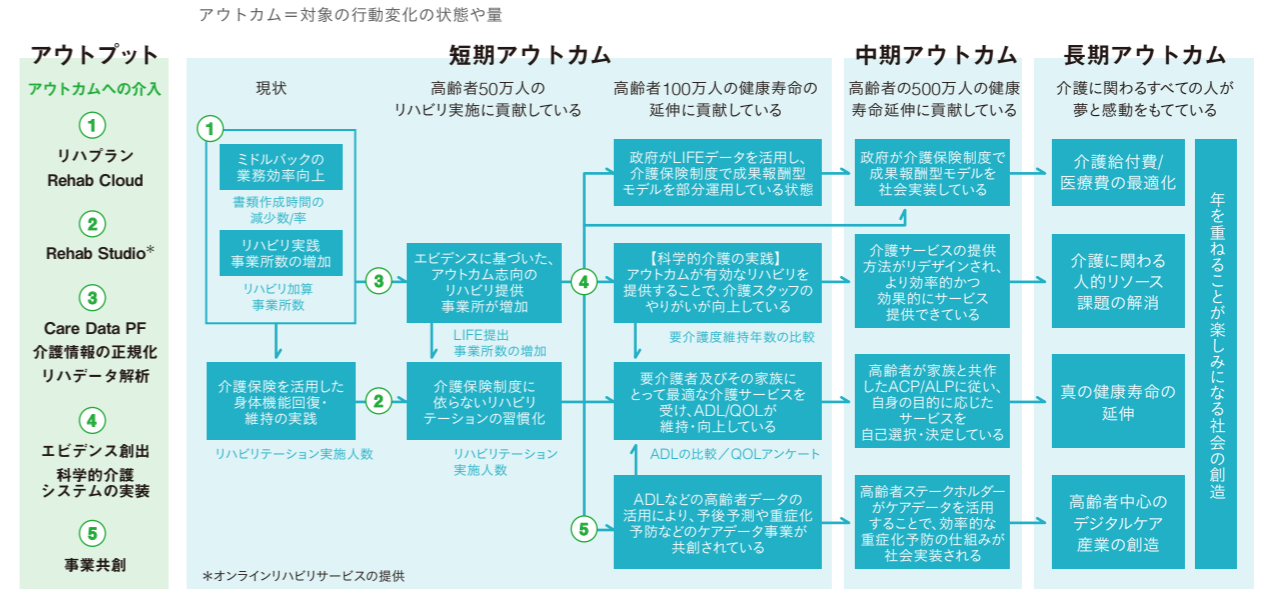 アウトカム＝対象の行動変化の状態や量
アウトプット
アウトカムへの介入
1
リハプラン
Rehab Cloud
2
Rehab Studio＊
3
Care Data PF
介護情報の正規化
リハデータ解析
4
エビデンス創出
科学的介護
システムの実装
5
事業共創
短期アウトカム
現状
1
ミドルバックの
業務効率向上
書類作成時間の
減少数/率
リハビリ実践
事業所数の増加
リハビリ加算
事業所数
介護保険を活用した
身体機能回復・
維持の実践
リハビリテーション実施人数
3
2
高齢者50万人の
リハビリ実施に貢献している
エビデンスに基づいた、
アウトカム志向の
リハビリ提供
事業所が増加
LIFE提出
事業所数の増加
介護保険制度に
依らないリハビリ
テーションの習慣化
リハビリテーション
実施人数
4
5
高齢者100万人の健康寿命の
延伸に貢献している
政府がLIFEデータを活用し、
介護保険制度で成果報酬型
モデルを部分運用している状態
【科学的介護の実践】
アウトカムが有効なリハビリを
提供することで、介護スタッフの
やりがいが向上している
要介護度維持年数の比較
要介護者及びその家族に
とって最適な介護サービスを
受け、ADL/QOLが
維持・向上している
ADLの比較／QOLアンケート
ADLなどの高齢者データの
活用により、予後予測や重症化
予防などのケアデータ事業が
共創されている
＊オンラインリハビリサービスの提供
中期アウトカム
高齢者の500万人の健康
寿命延伸に貢献している
政府が介護保険制度で
成果報酬型モデルを
社会実装している
介護サービスの提供
方法がリデザインされ、
より効率的かつ
効果的にサービス
提供できている
高齢者が家族と共作
したACP/ALPに従い、
自身の目的に応じた
サービスを
自己選択・決定している
高齢者ステークホルダー
がケアデータを活用
することで、効率的な
重症化予防の仕組みが
社会実装される
長期アウトカム
介護に関わるすべての人が
夢と感動をもてている
介護給付費/
医療費の最適化
介護に関わる
人的リソース
課題の解消
真の健康寿命の
延伸
高齢者中心の
デジタルケア
産業の創造
年を重ねることが楽しみになる社会の創造